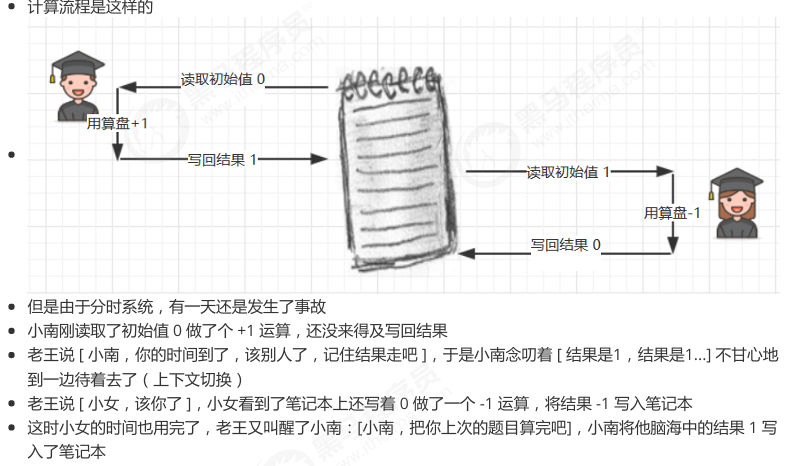 计算流程是这样的
读取初始值 0
用算盘+1
写回结果 1
读取初始值 1
用算盘-1
写回结果 0
但是由于分时系统，有一天还是发生了事故
小南刚读取了初始值 0 做了个 +1 运算，还没来得及写回结果
老王说 [ 小南，你的时间到了，该别人了，记住结果走吧 ]，于是小南念叨着 [ 结果是1，结果是1...] 不甘心地
到一边待着去了（上下文切换）
老王说 [ 小女，该你了 ]，小女看到了笔记本上还写着 0 做了一个 -1 运算，将结果 -1 写入笔记本
这时小女的时间也用完了，老王又叫醒了小南：[小南，把你上次的题目算完吧]，小南将他脑海中的结果 1 写
入了笔记本